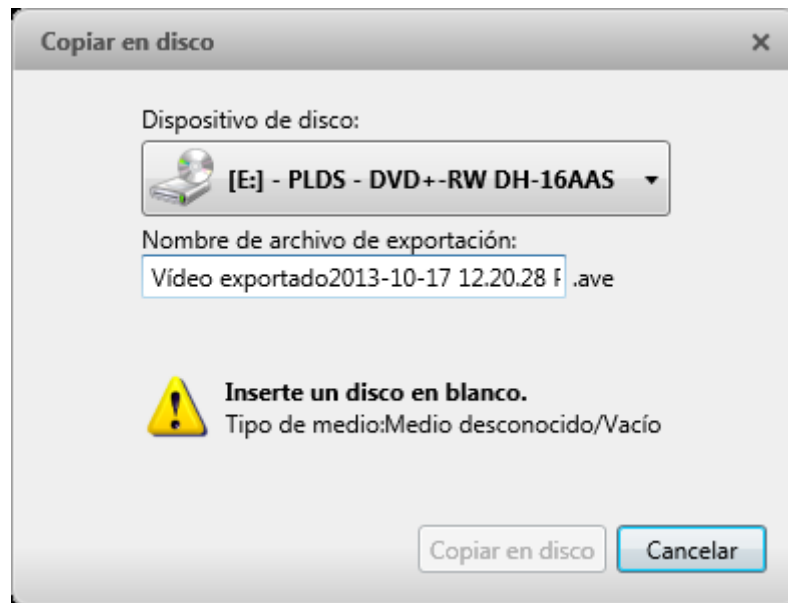 Copiar en disco
Dispositivo de disco:
[E:] - PLDS - DVD+-RW DH-16AAS
Nombre de archivo de exportación:
Vídeo exportado2013-10-17 12.20.28 .ave
Inserte un disco en blanco.
Tipo de medio:Medio desconocido/Vacío
Copiar en disco Cancelar